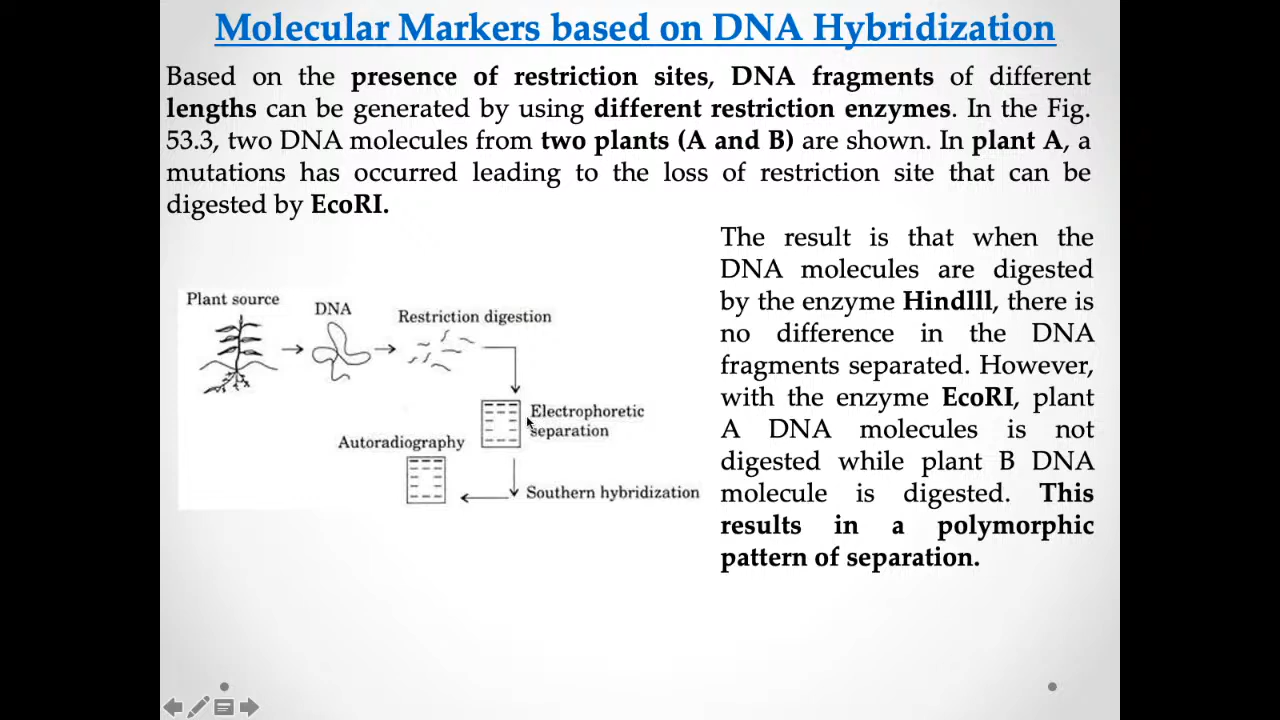 Molecular Markers based on DNA Hybridization
Based on the presence of restriction sites, DNA fragments of different
lengths can be generated by using different restriction enzymes. In the Fig.
53.3, two DNA molecules from two plants (A and B) are shown. In plant A, a
mutations has occurred leading to the loss of restriction site that can be
digested by EcoRI.
The result is that when the
DNA molecules are digested
by the enzyme Hindlll, there is
no difference in the DNA
fragments separated. However,
with the enzyme EcoRI, plant
A DNA molecules is not
digested while plant B DNA
molecule is digested. This
results in a polymorphic
pattern of separation.
Plant source
DNA
Restriction digestion
Electrophoretic
separation
Autoradiography
Southern hybridization